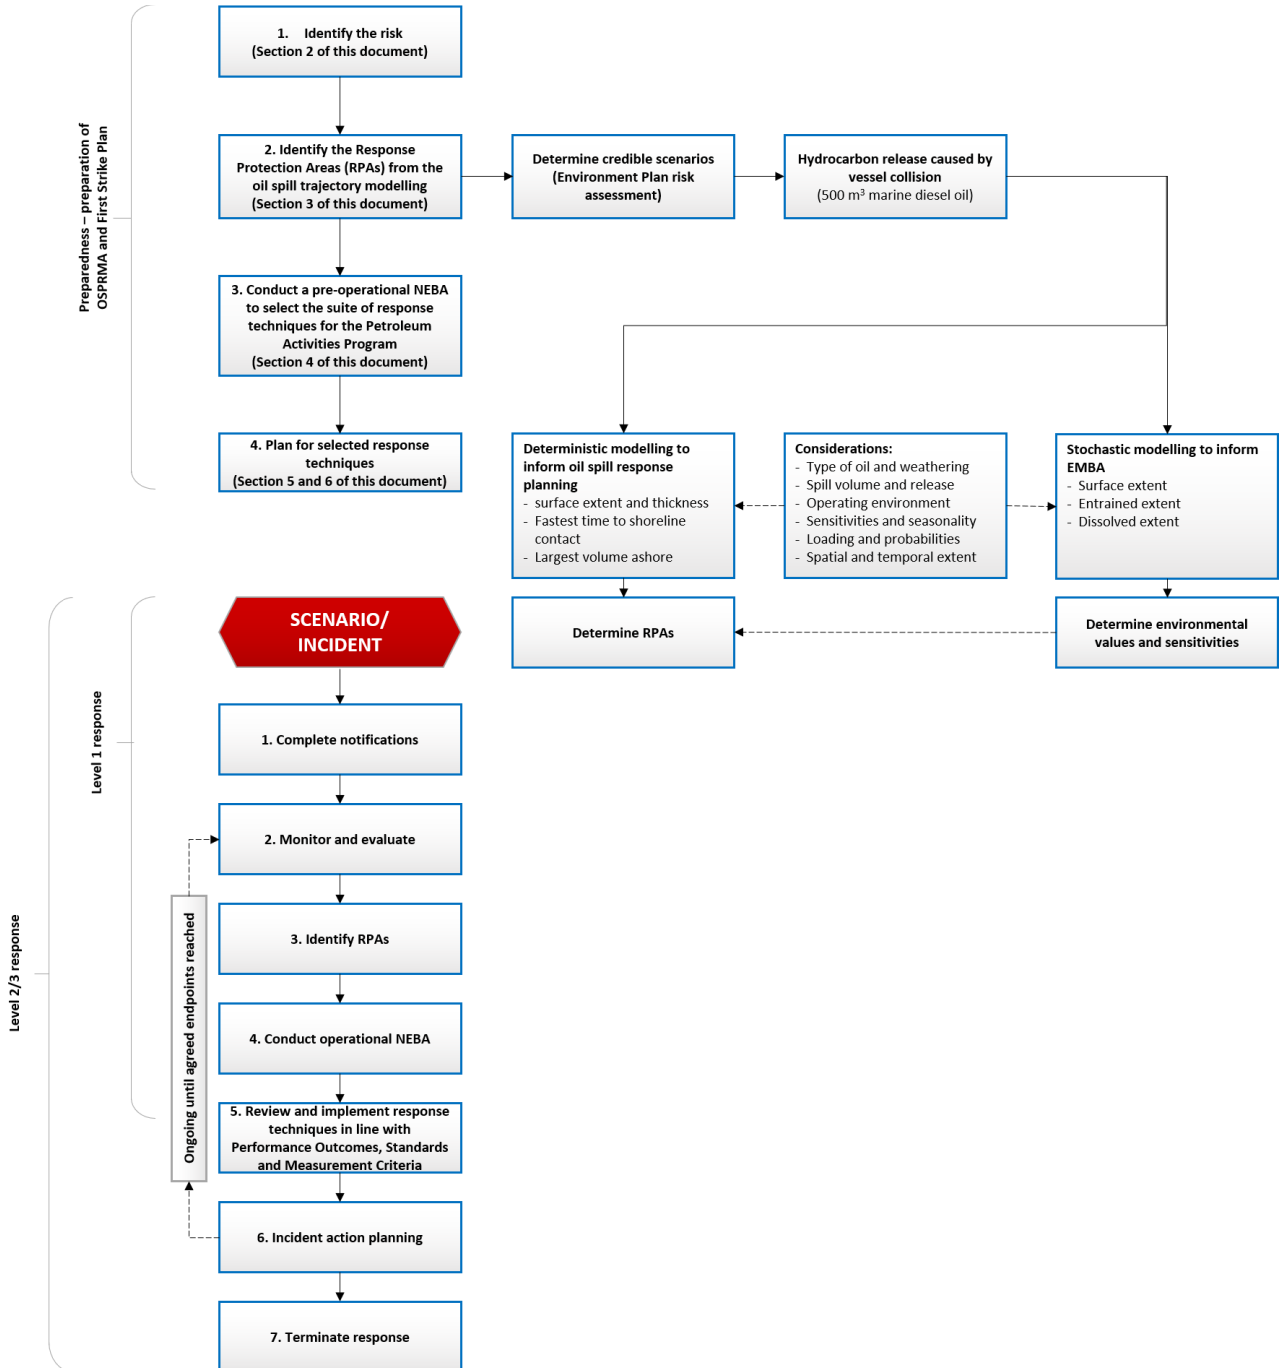 Preparedness – preparation of
OSPRMA and First Strike Plan
1. Identify the risk
(Section 2 of this document)
2. Identify the Response
Protection Areas (RPAs) from the
oil spill trajectory modelling
(Section 3 of this document)
Determine credible scenarios
(Environment Plan risk
assessment)
Hydrocarbon release caused by
vessel collision
(500 m³ marine diesel oil)
3. Conduct a pre-operational NEBA
to select the suite of response
techniques for the Petroleum
Activities Program
(Section 4 of this document)
4. Plan for selected response
techniques
(Section 5 and 6 of this document)
Deterministic modelling to
inform oil spill response
planning
- surface extent and thickness
- Fastest time to shoreline
contact
- Largest volume ashore
Considerations:
- Type of oil and weathering
- Spill volume and release
- Operating environment
- Sensitivities and seasonality
- Loading and probabilities
- Spatial and temporal extent
Stochastic modelling to inform
EMBA
- Surface extent
- Entrained extent
- Dissolved extent
Determine RPAs
Determine environmental
values and sensitivities
Level 2/3 response
Level 1 response
SCENARIO/
INCIDENT
1. Complete notifications
2. Monitor and evaluate
3. Identify RPAs
4. Conduct operational NEBA
5. Review and implement response
techniques in line with
Performance Outcomes, Standards
and Measurement Criteria
Ongoing until agreed endpoints reached
6. Incident action planning
7. Terminate response